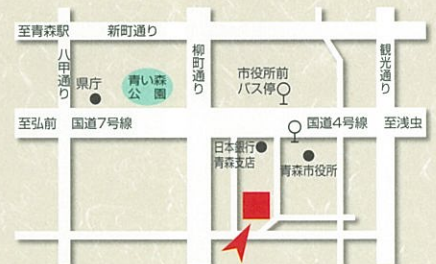 至青森駅
新町通り
八甲通り
柳町通り
観光通り
県庁
青い森
公園
市役所前
バス停
至弘前
国道7号線
国道4号線
至浅虫
日本銀行
青森支店
青森市役所